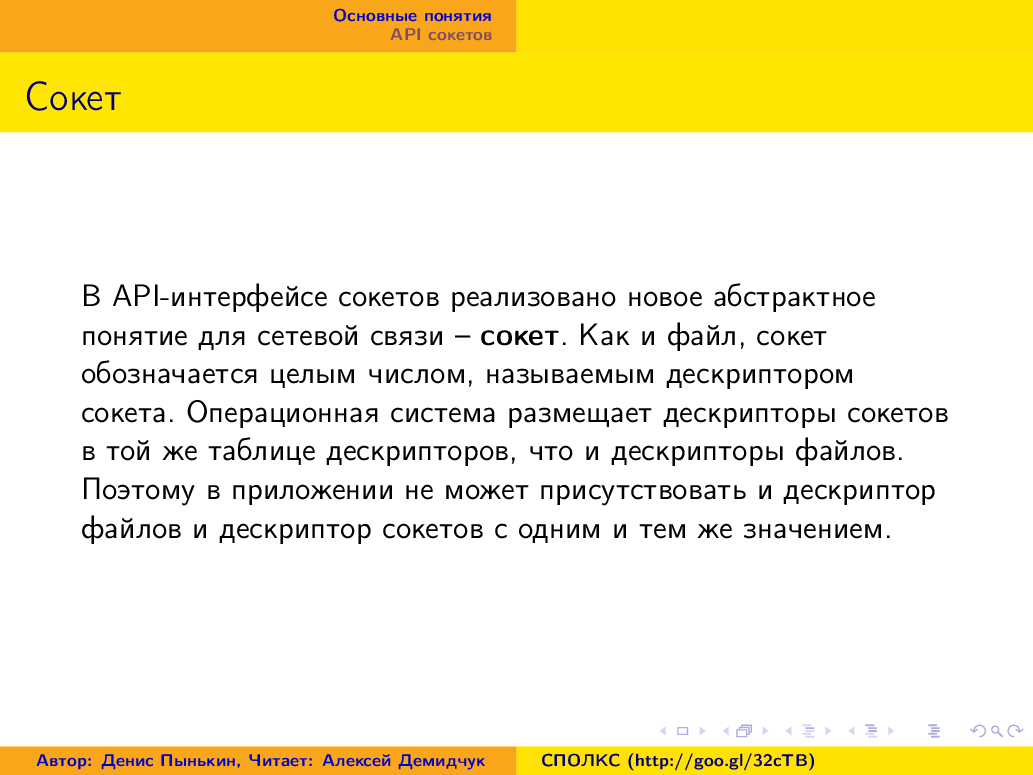 Основные понятия
API сокетов
Сокет
В API-интерфейсе сокетов реализовано новое абстрактное
понятие для сетевой связи – сокет. Как и файл, сокет
обозначается целым числом, называемым дескриптором
сокета. Операционная система размещает дескрипторы сокетов
в той же таблице дескрипторов, что и дескрипторы файлов.
Поэтому в приложении не может присутствовать и дескриптор
файлов и дескриптор сокетов с одним и тем же значением.
Автор: Денис Пынькин, Читает: Алексей Демидчук
СПОЛКС (http://goo.gl/32cTB)